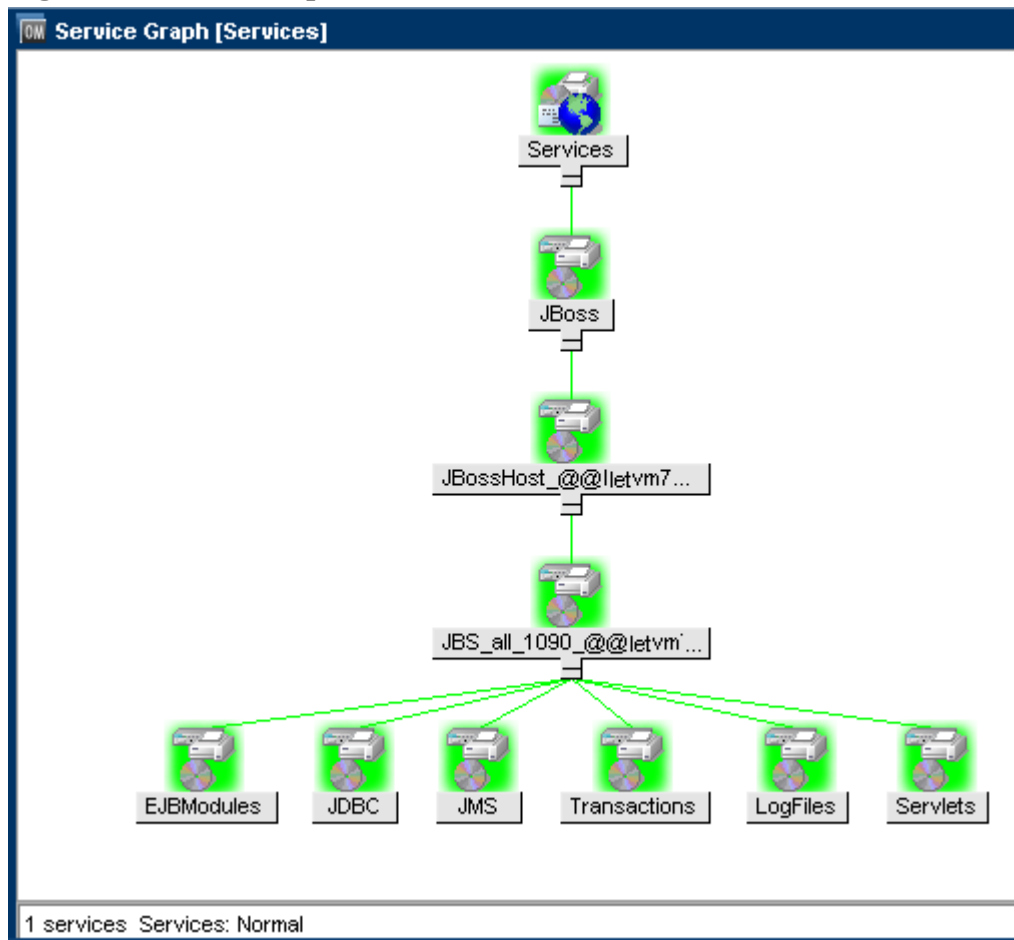 OM Service Graph [Services]
Services
JBoss
JBossHost_@@lletvm7...
JBS_all_1090_@@letvm...
EJBModules JDBC JMS Transactions LogFiles Servlets
1 services Services: Normal